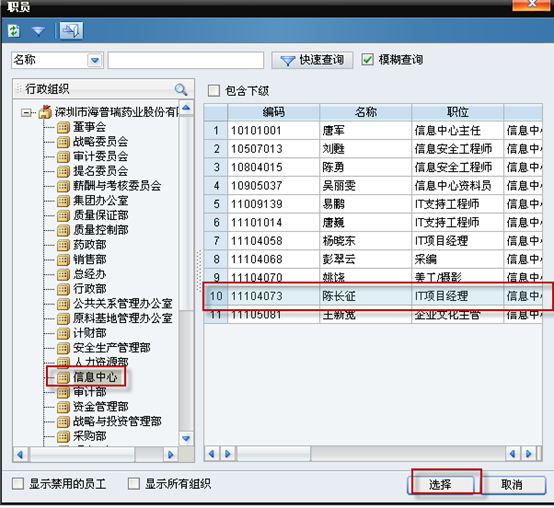 职员
名称
快速查询
模糊查询
行政组织
包含下级
深圳市海普瑞药业股份有限
董事会
战略委员会
审计委员会
提名委员会
薪酬与考核委员会
集团办公室
质量保证部
质量控制部
药政部
销售部
总经办
行政部
公共关系管理办公室
原料基地管理办公室
计财部
安全生产管理部
人力资源部
信息中心
审计部
资金管理部
战略与投资管理部
采购部
编码 名称 职位
1 10101001 唐军 信息中心主任 信息中
2 10507013 刘甦 信息安全工程师 信息中
3 10804015 陈勇 信息安全工程师 信息中
4 10905037 吴丽雯 信息中心资料员 信息中
5 11009139 易鹏 IT支持工程师 信息中
6 11101014 唐巍 IT支持工程师 信息中
7 11104058 杨晓东 IT项目经理 信息中
8 11104068 彭翠云 采编 信息中
9 11104070 姚饶 美工/摄影 信息中
10 11104073 陈长征 IT项目经理 信息中
11 11105081 王新宽 企业文化主管 信息中
显示禁用的员工
显示所有组织
选择
取消